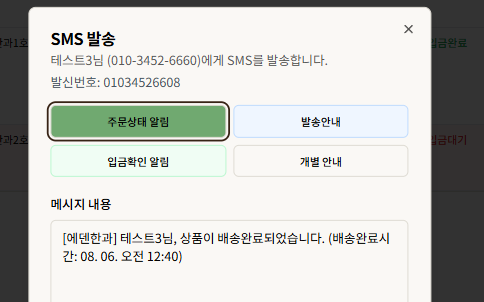 SMS 발송
테스트3님 (010-3452-6660)에게 SMS를 발송합니다.
발신번호: 01034526608
한과1호
입금완료
주문상태 알림
발송안내
한과2호
입금대기
입금확인 알림
개별 안내
메시지 내용
[에덴한과] 테스트3님, 상품이 배송완료되었습니다. (배송완료시
간: 08. 06. 오전 12:40)